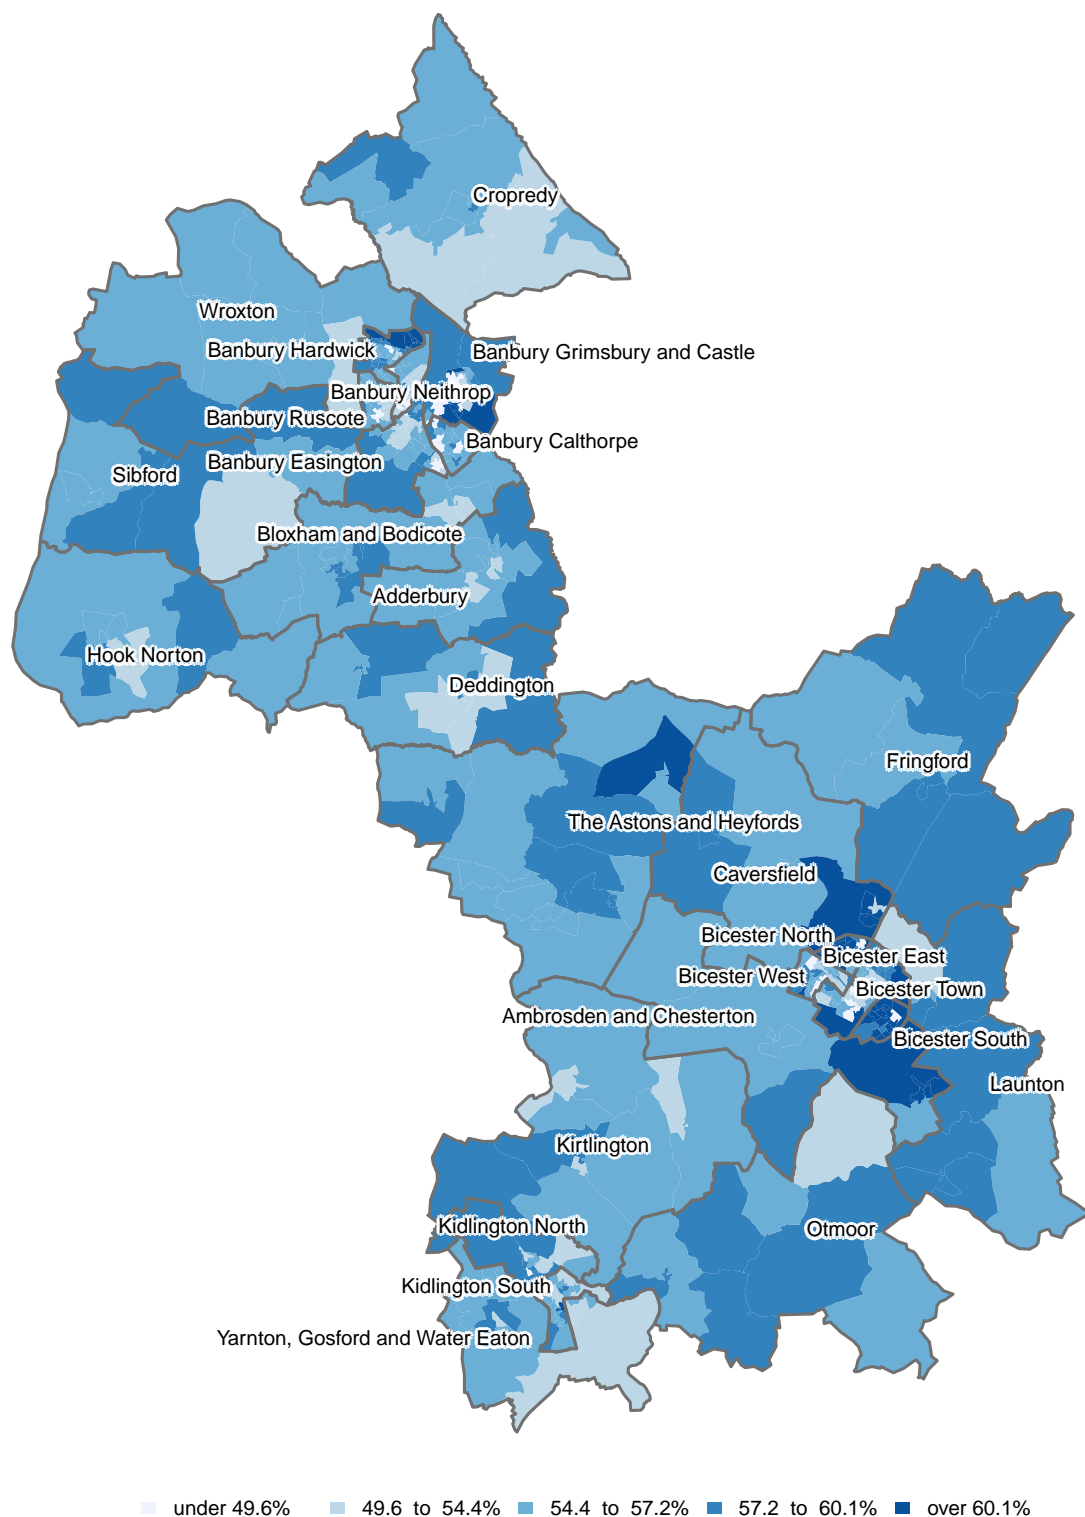 Cropredy
Wroxton
Banbury Hardwick
Banbury Grimsbury and Castle
Banbury Neithrop
Banbury Ruscote
Banbury Calthorpe
Banbury Easington
Sibford
Bloxham and Bodicote
Adderbury
Hook Norton
Deddington
Fringford
The Astons and Heyfords
Caversfield
Bicester North
Bicester East
Bicester West
Bicester Town
Ambrosden and Chesterton
Bicester South
Launton
Kirtlington
Kidlington North
Otmoor
Kidlington South
Yarnton, Gosford and Water Eaton
under 49.6% 49.6 to 54.4% 54.4 to 57.2% 57.2 to 60.1% over 60.1%